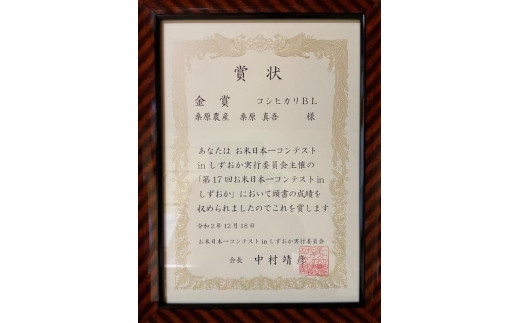 賞状
金賞 コシヒカリBL
桑原農産 桑原 真吾 様
あなたは お米日本一コンテスト
in しずおか実行委員会主催の
「第17回お米日本一コンテスト in
しずおか」において頭書の成績を
収められましたのでこれを賞します
令和2年12月18日
お米日本一コンテスト in しずおか実行委員会
会長 中村靖彦